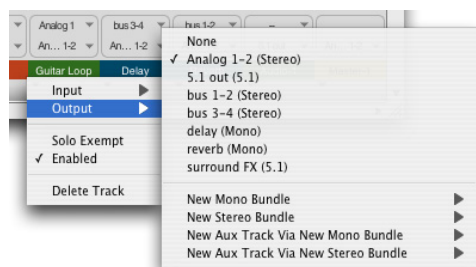 Analog 1
bus 3-4
bus 1-2
–
An... 1-2
An... 1-2
Guitar Loop
Delay
Input
Output
Solo Exempt
✓ Enabled
Delete Track
None
✓ Analog 1-2 (Stereo)
5.1 out (5.1)
bus 1-2 (Stereo)
bus 3-4 (Stereo)
delay (Mono)
reverb (Mono)
surround FX (5.1)
New Mono Bundle
New Stereo Bundle
New Aux Track Via New Mono Bundle
New Aux Track Via New Stereo Bundle